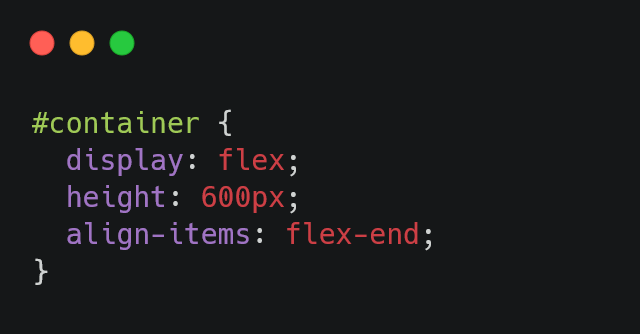 #container {
  display: flex;
  height: 600px;
  align-items: flex-end;
}